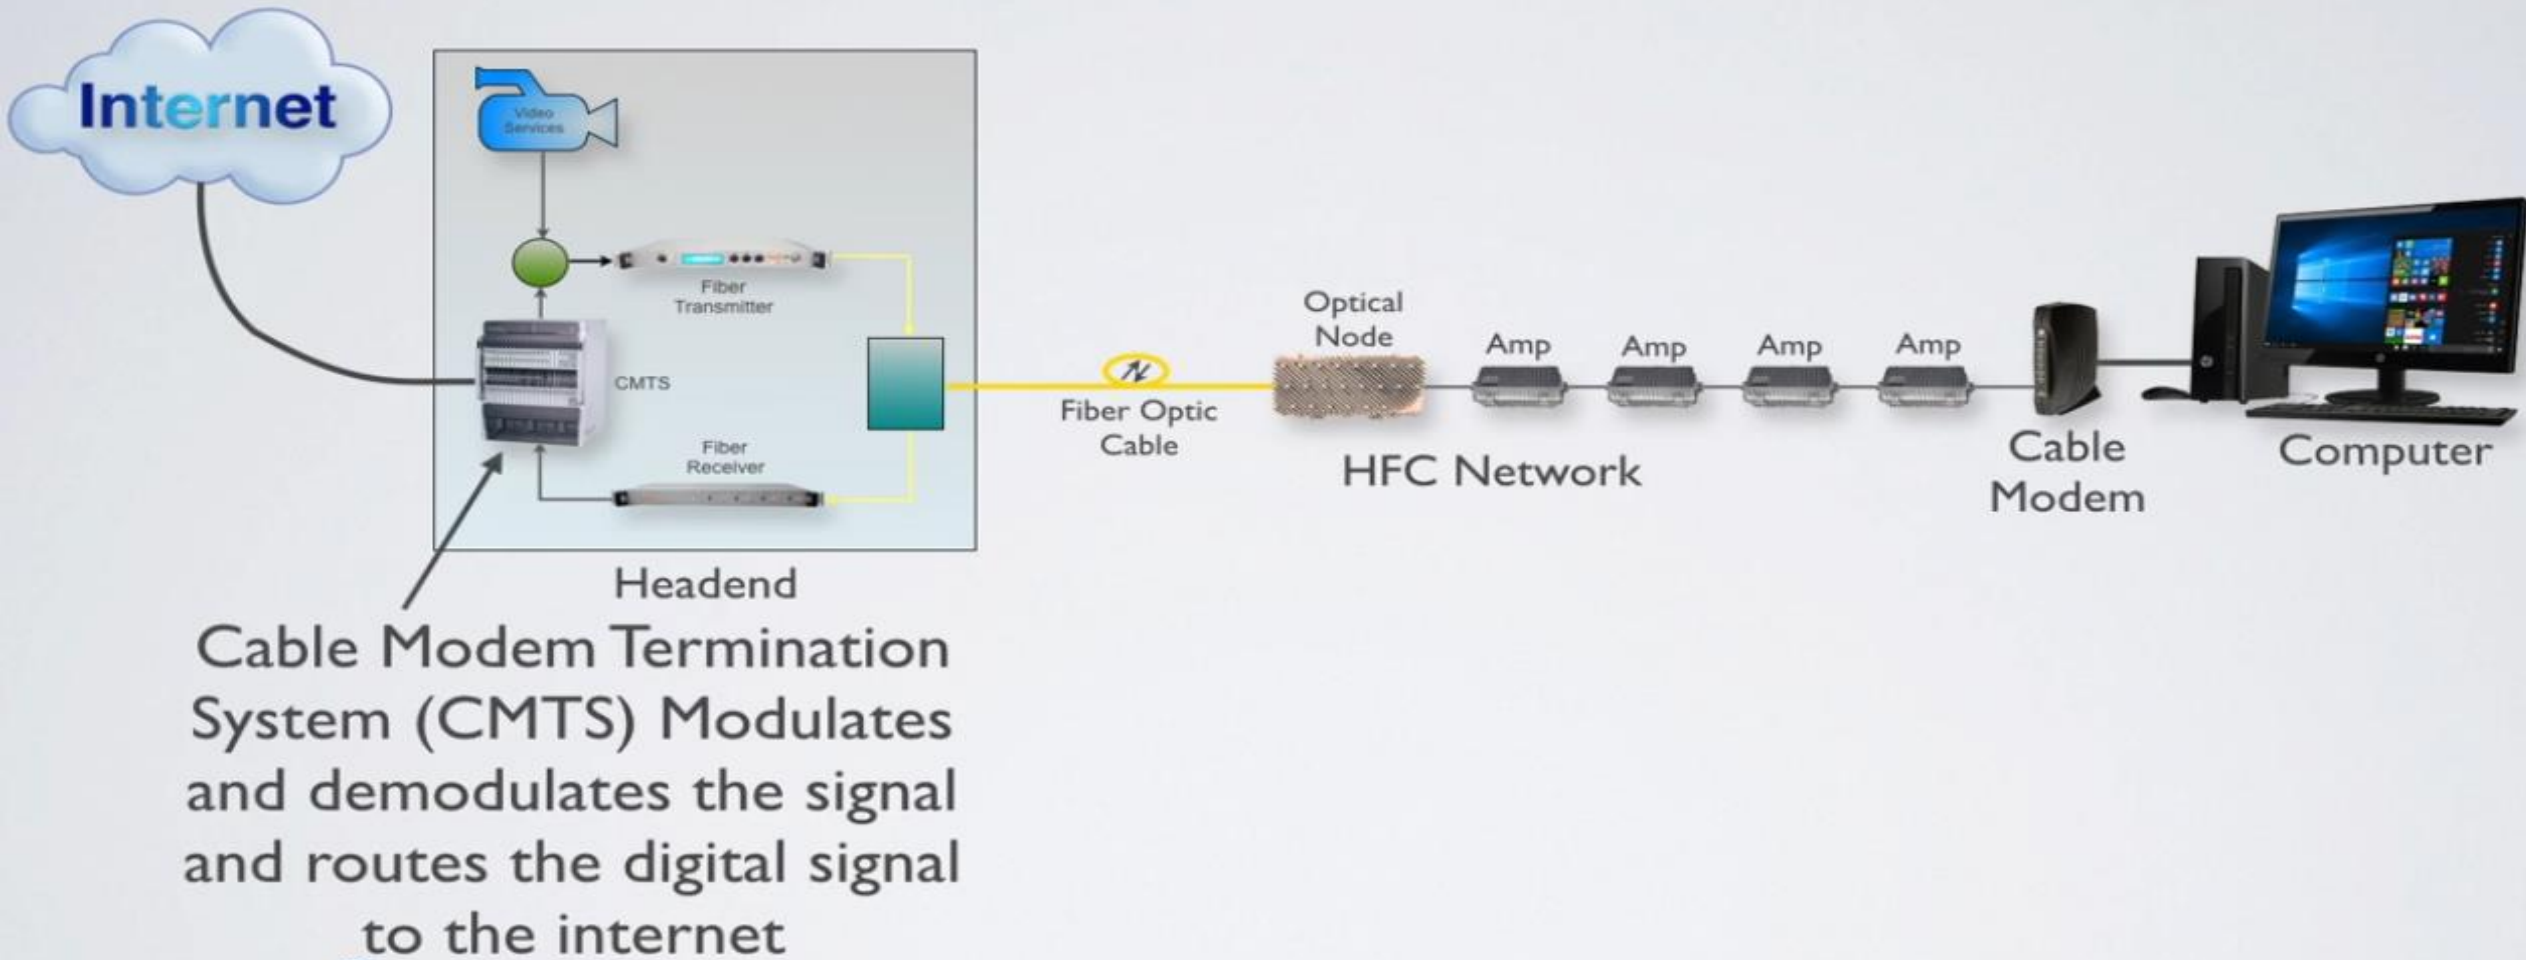 Internet
Video
Services
Fiber
Transmitter
CMTS
Fiber
Receiver
Headend
Cable Modem Termination
System (CMTS) Modulates
and demodulates the signal
and routes the digital signal
to the internet
Fiber Optic
Cable
Optical
Node
Amp
Amp
Amp
Amp
HFC Network
Cable
Modem
Computer